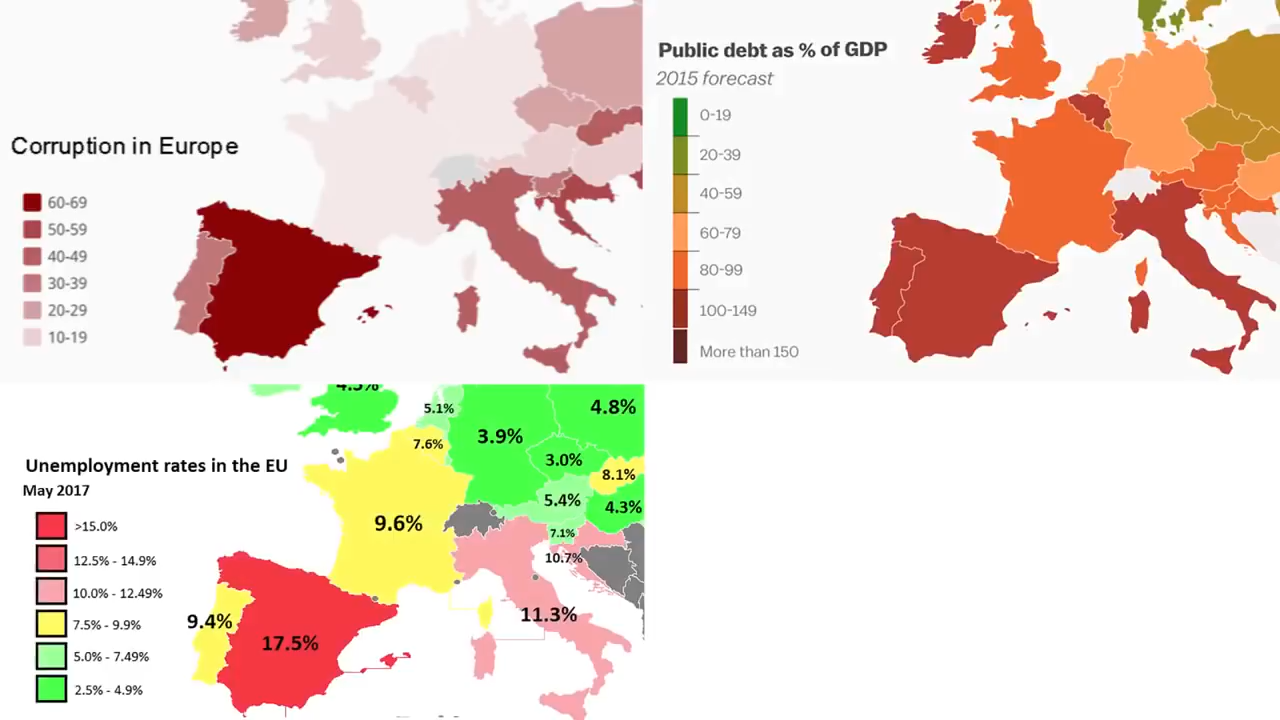 Corruption in Europe
60-69
50-59
40-49
30-39
20-29
10-19
Public debt as % of GDP
2015 forecast
0-19
20-39
40-59
60-79
80-99
100-149
More than 150
Unemployment rates in the EU
May 2017
>15.0%
12.5% - 14.9%
10.0% - 12.49%
7.5% - 9.9%
5.0% - 7.49%
2.5% - 4.9%
5.1%
4.8%
3.9%
7.6%
3.0%
8.1%
5.4%
4.3%
9.6%
7.1%
10.7%
11.3%
9.4%
17.5%